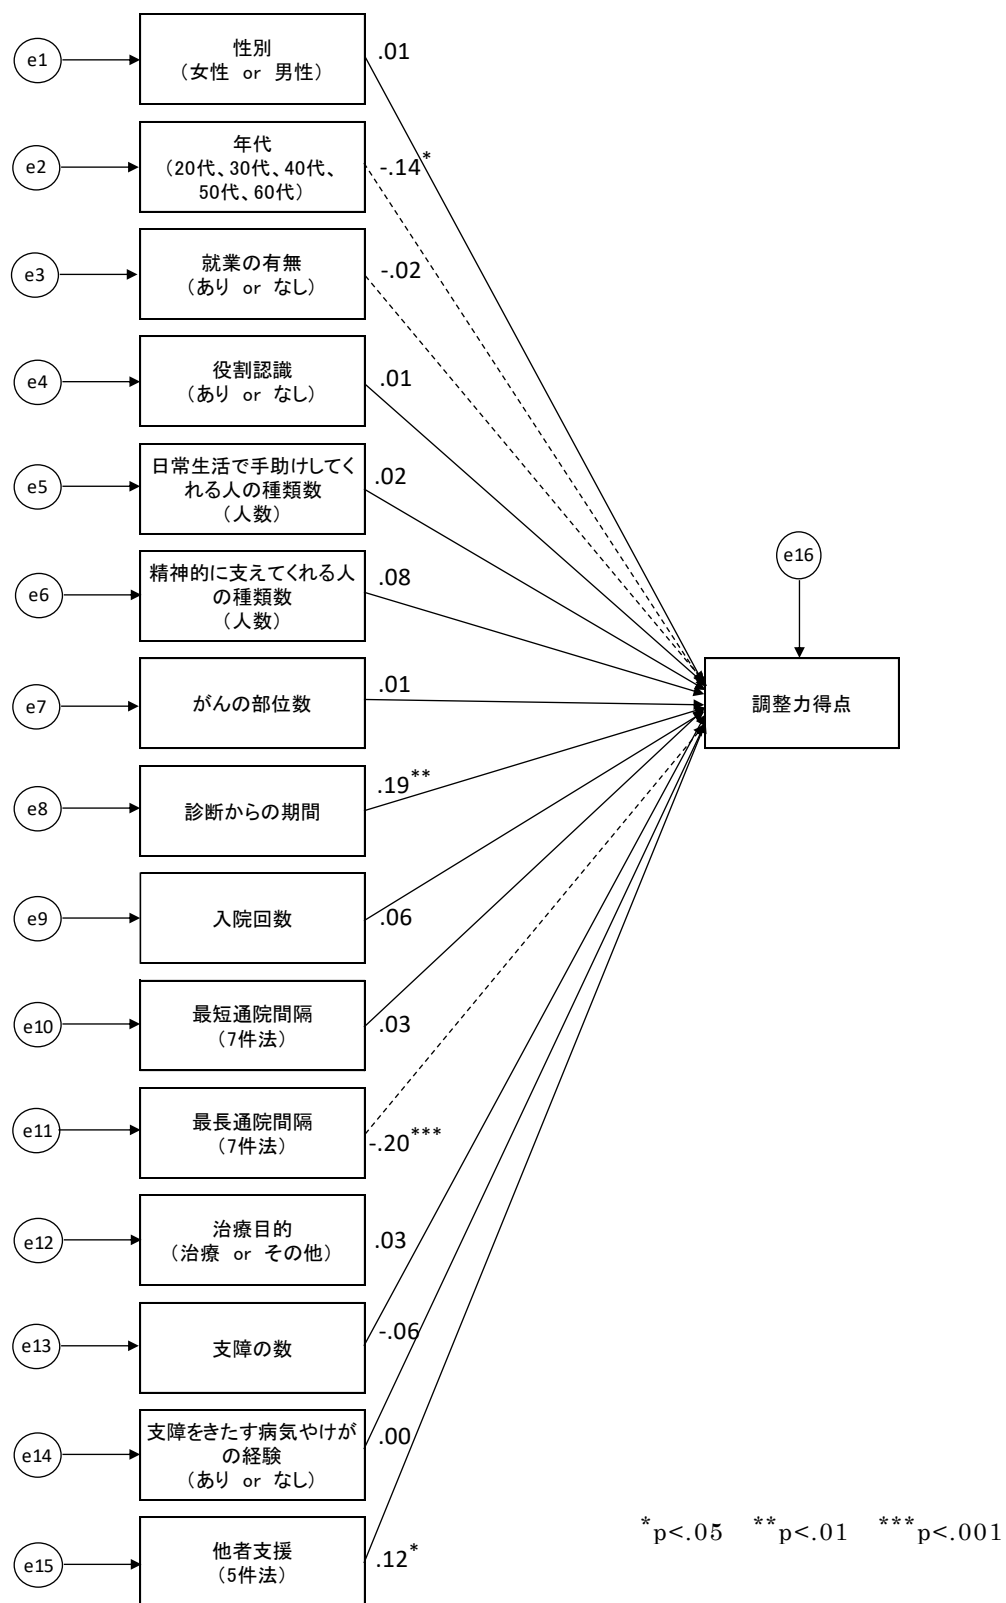 e1
性別
（女性 or 男性）
.01
e2
年代
（20代、30代、40代、
50代、60代）
-.14*
e3
就業の有無
（あり or なし）
-.02
e4
役割認識
（あり or なし）
.01
e5
日常生活で手助けしてく
れる人の種類数
（人数）
.02
e6
精神的に支えてくれる人
の種類数
（人数）
.08
e16
e7
がんの部位数
.01
調整力得点
e8
診断からの期間
.19**
e9
入院回数
.06
e10
最短通院間隔
（7件法）
.03
e11
最長通院間隔
（7件法）
-.20***
e12
治療目的
（治療 or その他）
.03
e13
支障の数
-.06
e14
支障をきたす病気やけが
の経験
（あり or なし）
.00
e15
他者支援
（5件法）
.12*
*p<.05 **p<.01 ***p<.001